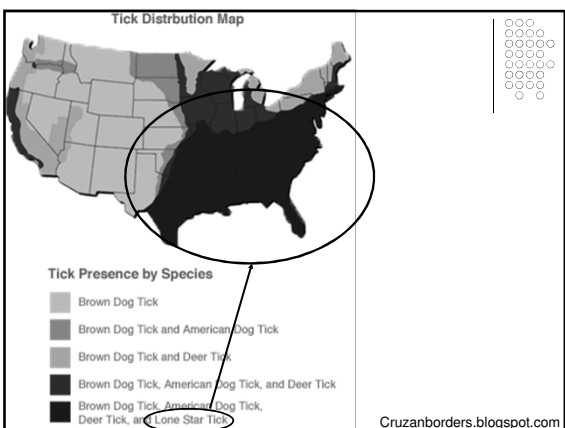 Tick Distrbution Map
Tick Presence by Species
Brown Dog Tick
Brown Dog Tick and American Dog Tick
Brown Dog Tick and Deer Tick
Brown Dog Tick, American Dog Tick, and Deer Tick
Brown Dog Tick, American Dog Tick,
Deer Tick, and Lone Star Tick
Cruzanborders.blogspot.com